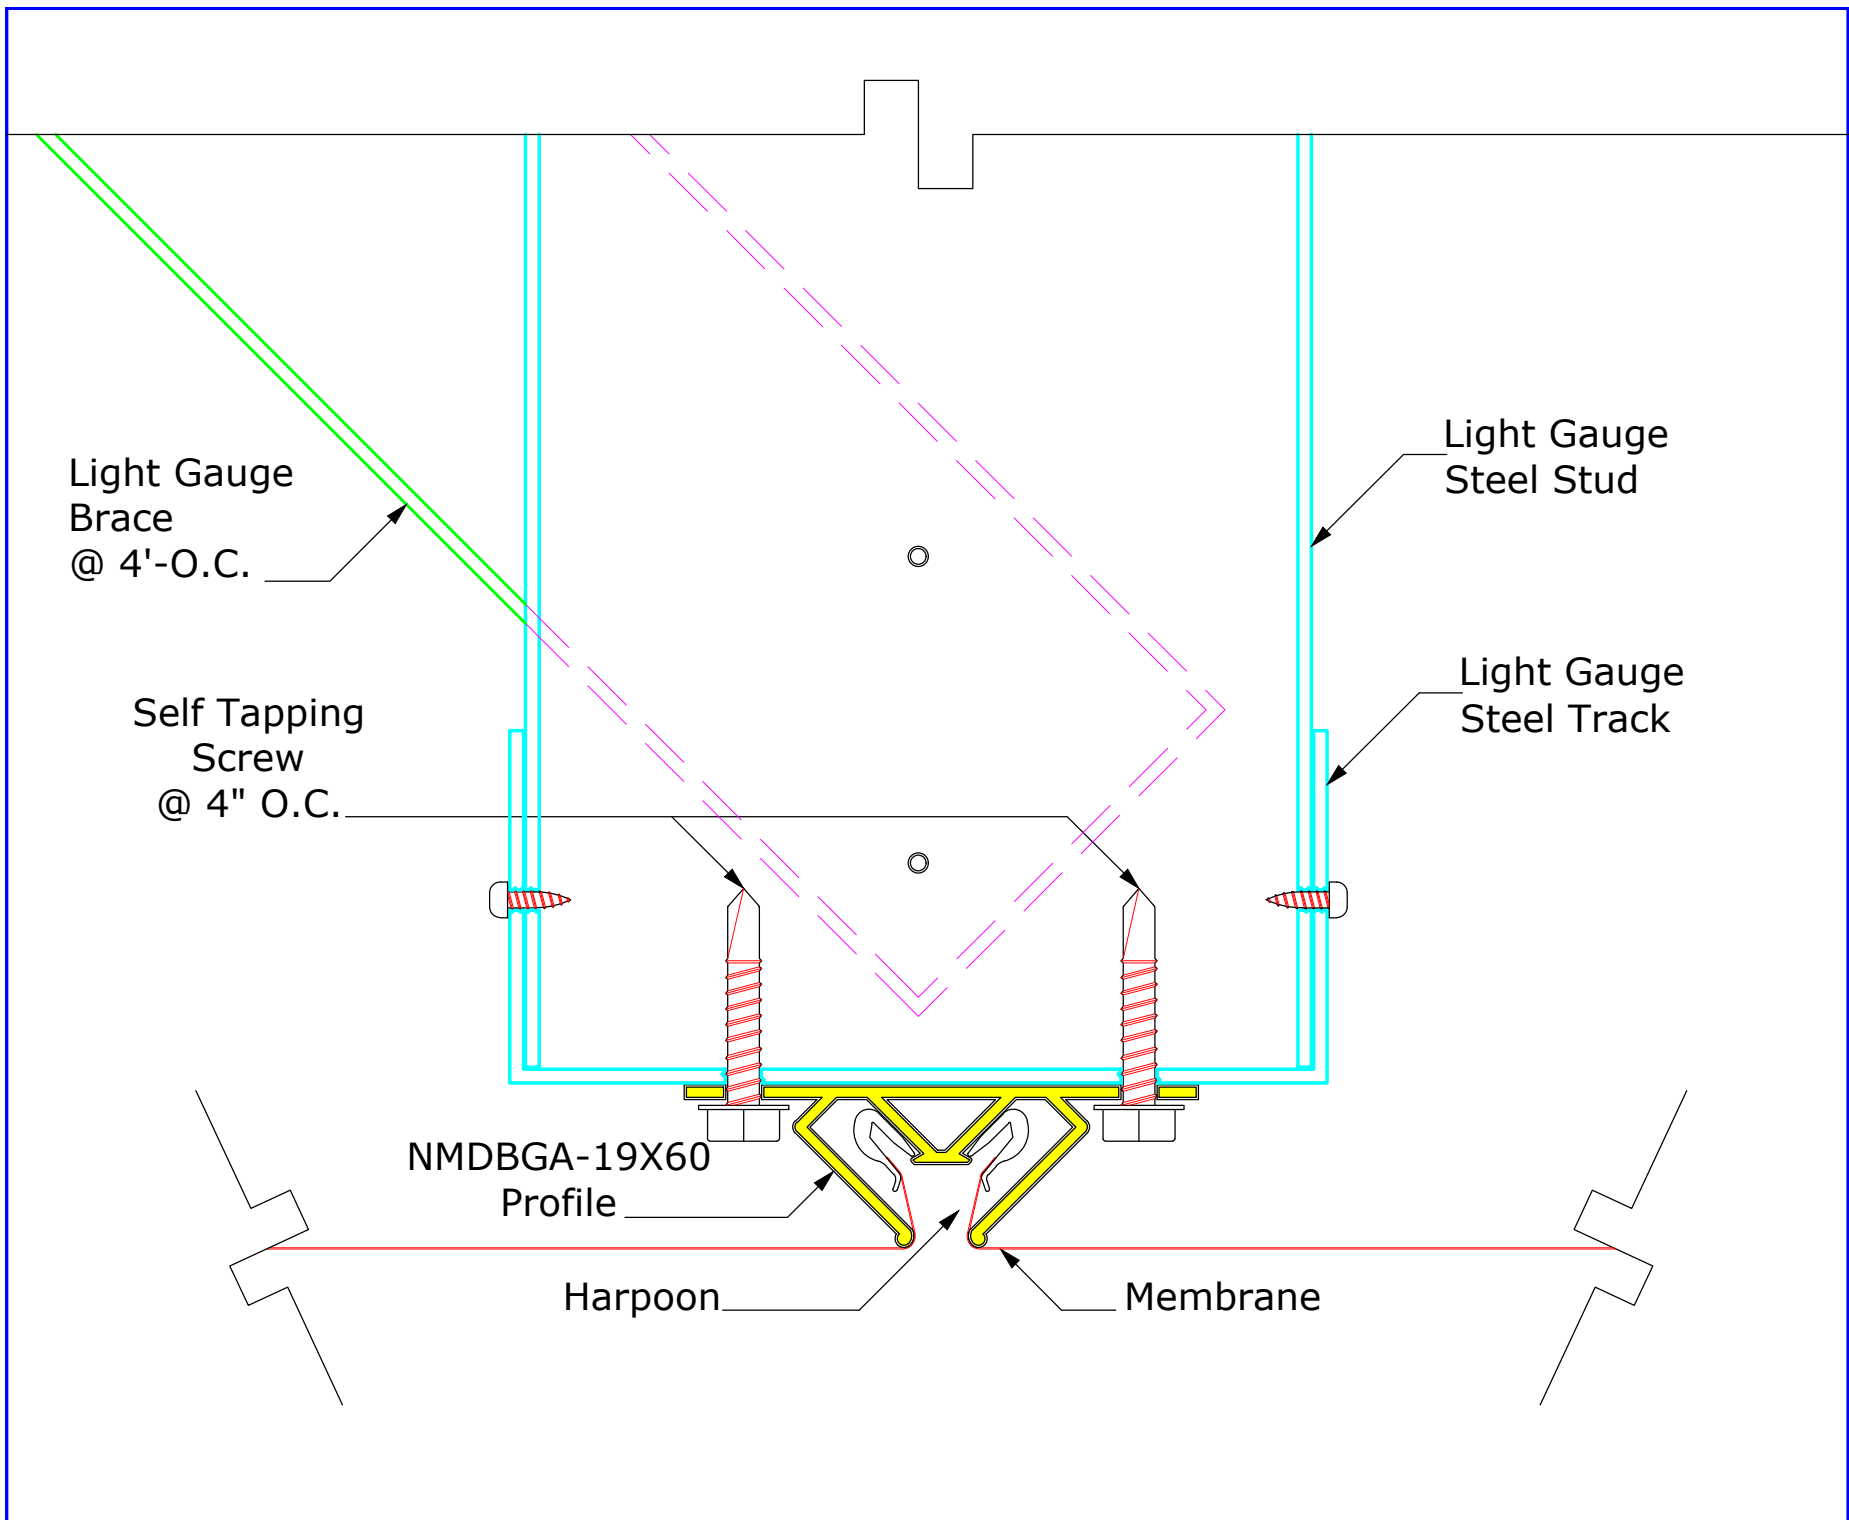 Light Gauge
Steel Stud
Light Gauge
Brace
@ 4'-O.C.
Light Gauge
Steel Track
Self Tapping
Screw
@ 4" O.C.
NMDBGA-19X60
Profile
Harpoon
Membrane